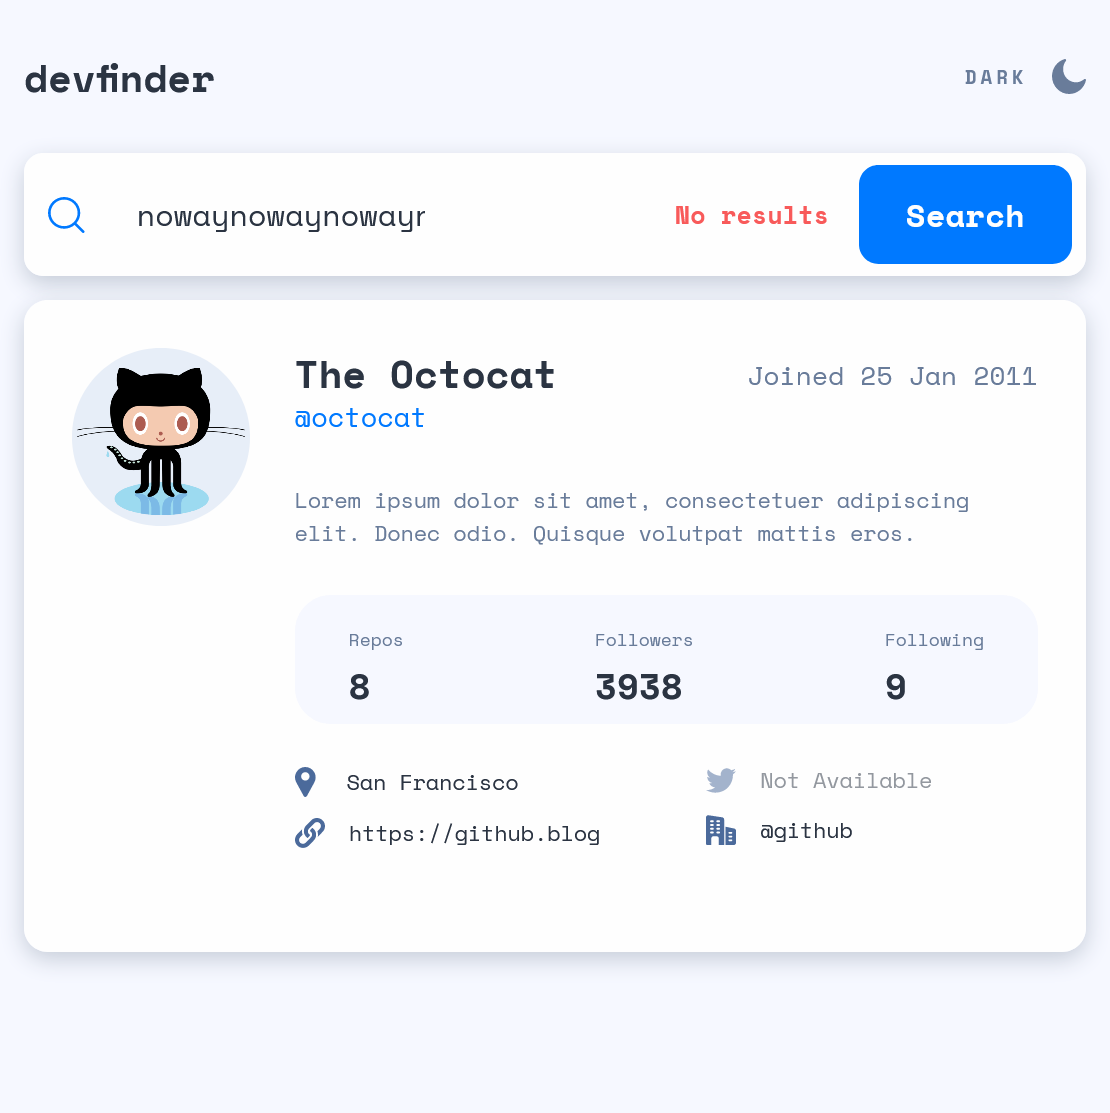 devfinder
DARK
nowaynowaynowayr
No results
Search
The Octocat
Joined 25 Jan 2011
@octocat
Lorem ipsum dolor sit amet, consectetuer adipiscing
elit. Donec odio. Quisque volutpat mattis eros.
Repos
Followers
Following
8
3938
9
San Francisco
Not Available
https://github.blog
@github